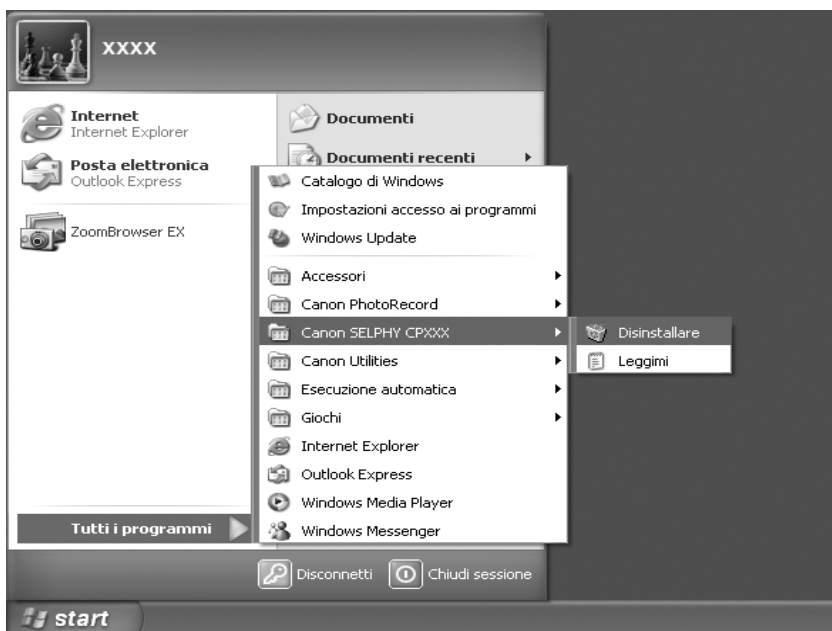 xxxx
Internet
Internet Explorer
Posta elettronica
Outlook Express
ZoomBrowser EX
Documenti
Documenti recenti
Catalogo di Windows
Impostazioni accesso ai programmi
Windows Update
Accessori
Canon PhotoRecord
Canon SELPHY CPXXX
Canon Utilities
Esecuzione automatica
Giochi
Internet Explorer
Outlook Express
Windows Media Player
Windows Messenger
Disinstallare
Leggimi
Tutti i programmi
Disconnetti
Chiudi sessione
start